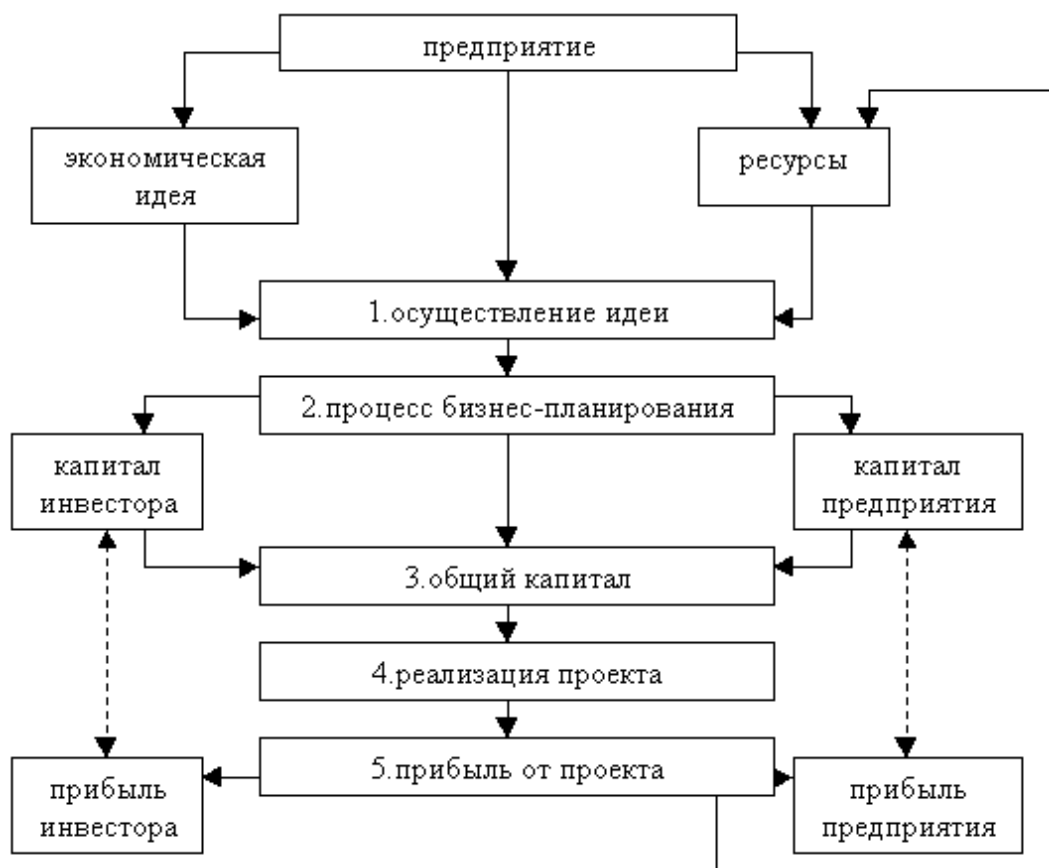 предприятие
экономическая
идея
ресурсы
1.осуществление идеи
2.процесс бизнес-планирования
капитал
инвестора
капитал
предприятия
3.общий капитал
4.реализация проекта
5.прибыль от проекта
прибыль
инвестора
прибыль
предприятия